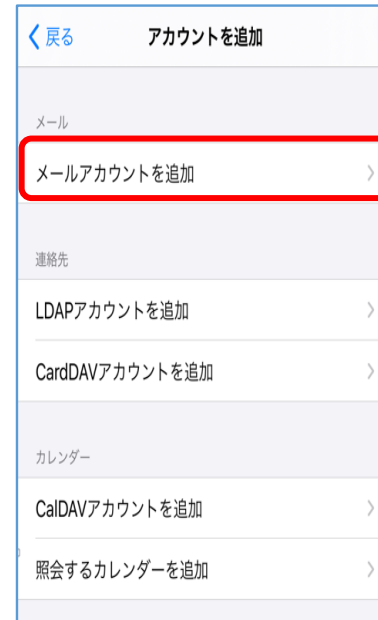 戻る アカウントを追加
メール
メールアカウントを追加
連絡先
LDAPアカウントを追加
CardDAVアカウントを追加
カレンダー
CalDAVアカウントを追加
照会するカレンダーを追加